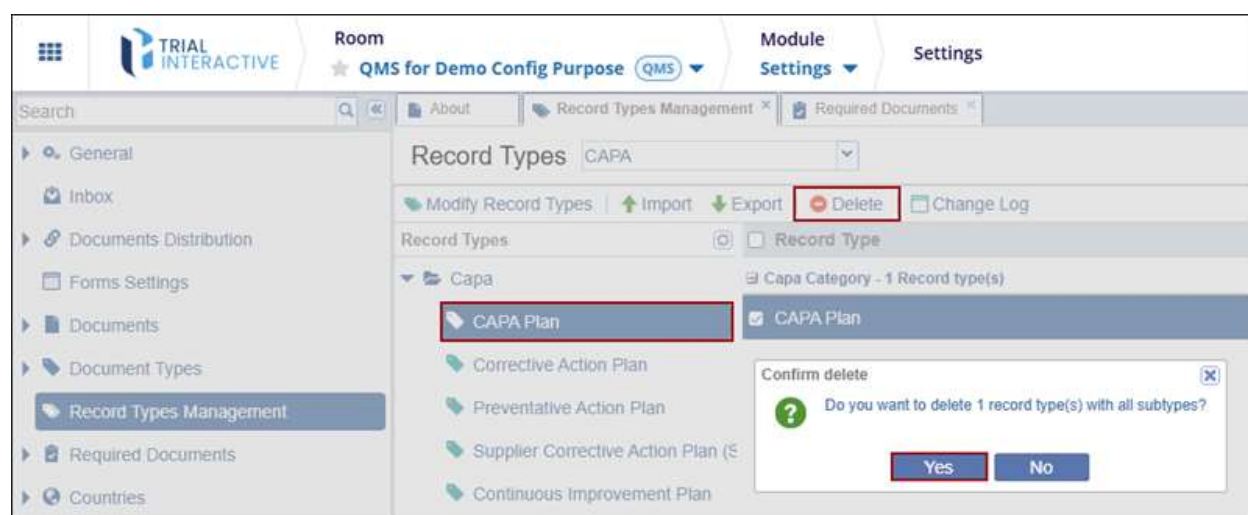 TRIAL
INTERACTIVE
Room
QMS for Demo Config Purpose QMS
Module
Settings
Settings
Search
About
Record Types Management
Required Documents
General
Record Types CAPA
Inbox
Modify Record Types Import Export Delete Change Log
Documents Distribution
Record Types Record Type
Forms Settings
Capa
Capa Category - 1 Record type(s)
Documents
CAPA Plan
CAPA Plan
Document Types
Corrective Action Plan
Confirm delete
Record Types Management
Preventative Action Plan
Do you want to delete 1 record type(s) with all subtypes?
Required Documents
Supplier Corrective Action Plan (S
Yes No
Countries
Continuous Improvement Plan